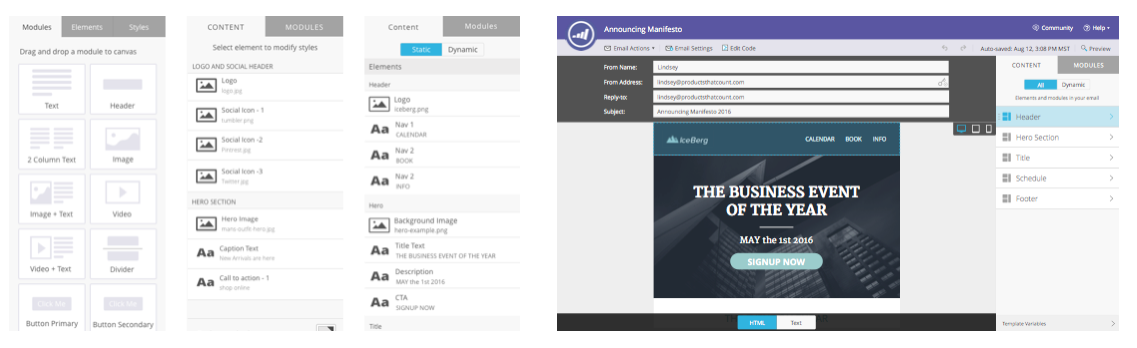 Modules Elements Styles
Drag and drop a module to canvas
Text Header
2 Column Text Image
Image + Text Video
Video + Text Divider
Click Me Click Me
Button Primary Button Secondary
CONTENT MODULES
Select element to modify styles
LOGO AND SOCIAL HEADER
Logo
logo.jpg
Social Icon - 1
tumbler.png
Social Icon -2
Pinterest.jpg
Social Icon -3
Twitter.jpg
HERO SECTION
Hero Image
mans-outfit-hero.jpg
Aa Caption Text
New Arrivals are here
Aa Call to action - 1
shop online
Content Modules
Static Dynamic
Elements
Header
Logo
iceberg.png
Aa Nav 1
CALENDAR
Aa Nav 2
BOOK
Aa Nav 2
INFO
Hero
Background Image
hero-example.png
Aa Title Text
THE BUSINESS EVENT OF THE YEAR
Aa Description
MAY the 1st 2016
Aa CTA
SIGNUP NOW
Title
Announcing Manifesto
Community Help
Email Actions Email Settings Edit Code
Auto-saved: Aug 12, 3:08 PM MST Preview
From Name: Lindsey
From Address: lindsey@productsthatcount.com
Reply-to: lindsey@productsthatcount.com
Subject: Announcing Manifesto 2016
IceBerg CALENDAR BOOK INFO
THE BUSINESS EVENT
OF THE YEAR
MAY the 1st 2016
SIGNUP NOW
HTML Text
CONTENT MODULES
All Dynamic
Elements and modules in your email
Header
Hero Section
Title
Schedule
Footer
Template Variables